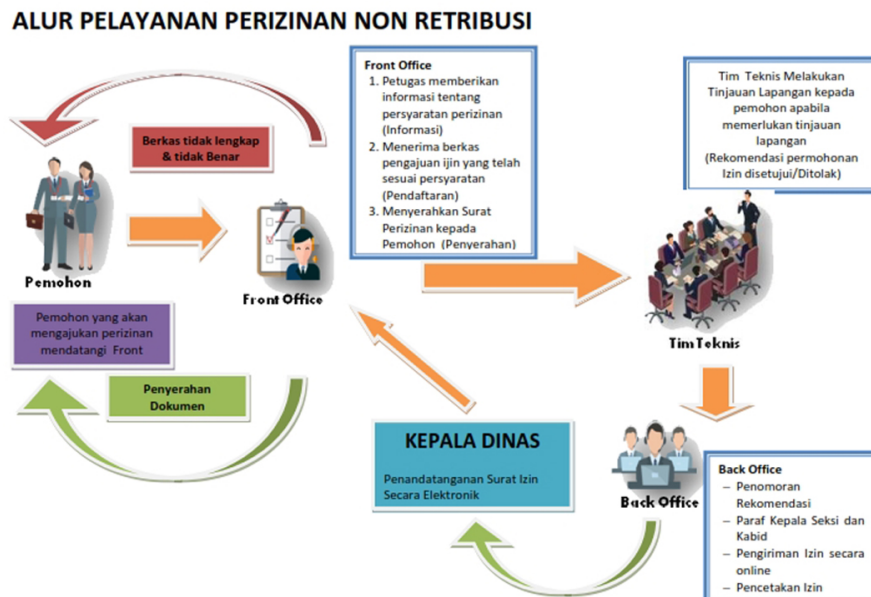 ALUR PELAYANAN PERIZINAN NON RETRIBUSI
Berkas tidak lengkap
& tidak Benar
Pemohon
Front Office
Pemohon yang akan
mengajukan perizinan
mendatangi Front
Penyerahan
Dokumen
Front Office
1. Petugas memberikan
informasi tentang
persyaratan perizinan
(Informasi)
2. Menerima berkas
pengajuan ijin yang telah
sesuai persyaratan
(Pendaftaran)
3. Menyerahkan Surat
Perizinan kepada
Pemohon (Penyerahan)
Tim Teknis Melakukan
Tinjauan Lapangan kepada
pemohon apabila
memerlukan tinjauan
lapangan
(Rekomendasi permohonan
Izin disetujui/Ditolak)
Tim Teknis
KEPALA DINAS
Penandatanganan Surat Izin
Secara Elektronik
Back Office
Back Office
– Penomoran
Rekomendasi
– Paraf Kepala Seksi dan
Kabid
– Pengiriman Izin secara
online
– Pencetakan Izin